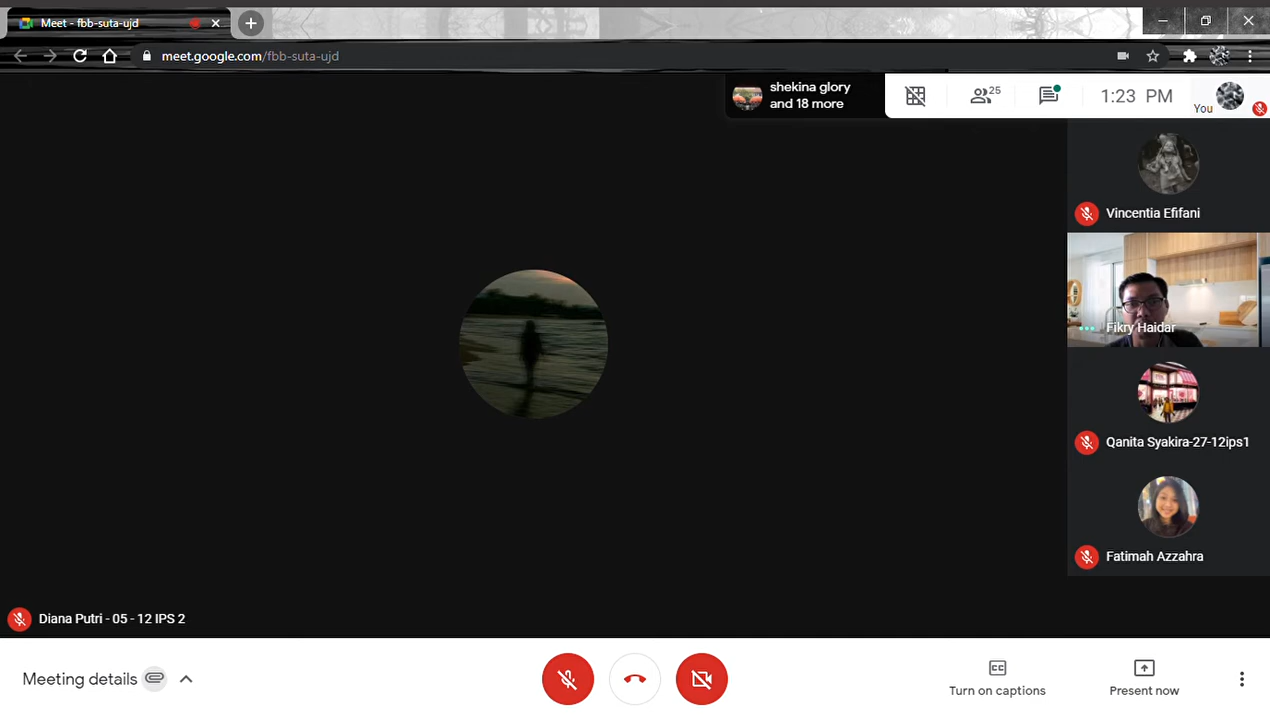 Meet - fbb-suta-ujd
meet.google.com/fbb-suta-ujd
shekina glory
and 18 more
25
1:23 PM
You
Vincentia Efifani
Fikry Haidar
Qanita Syakira-27-12ips1
Fatimah Azzahra
Diana Putri - 05 - 12 IPS 2
Meeting details
CC
Turn on captions
Present now